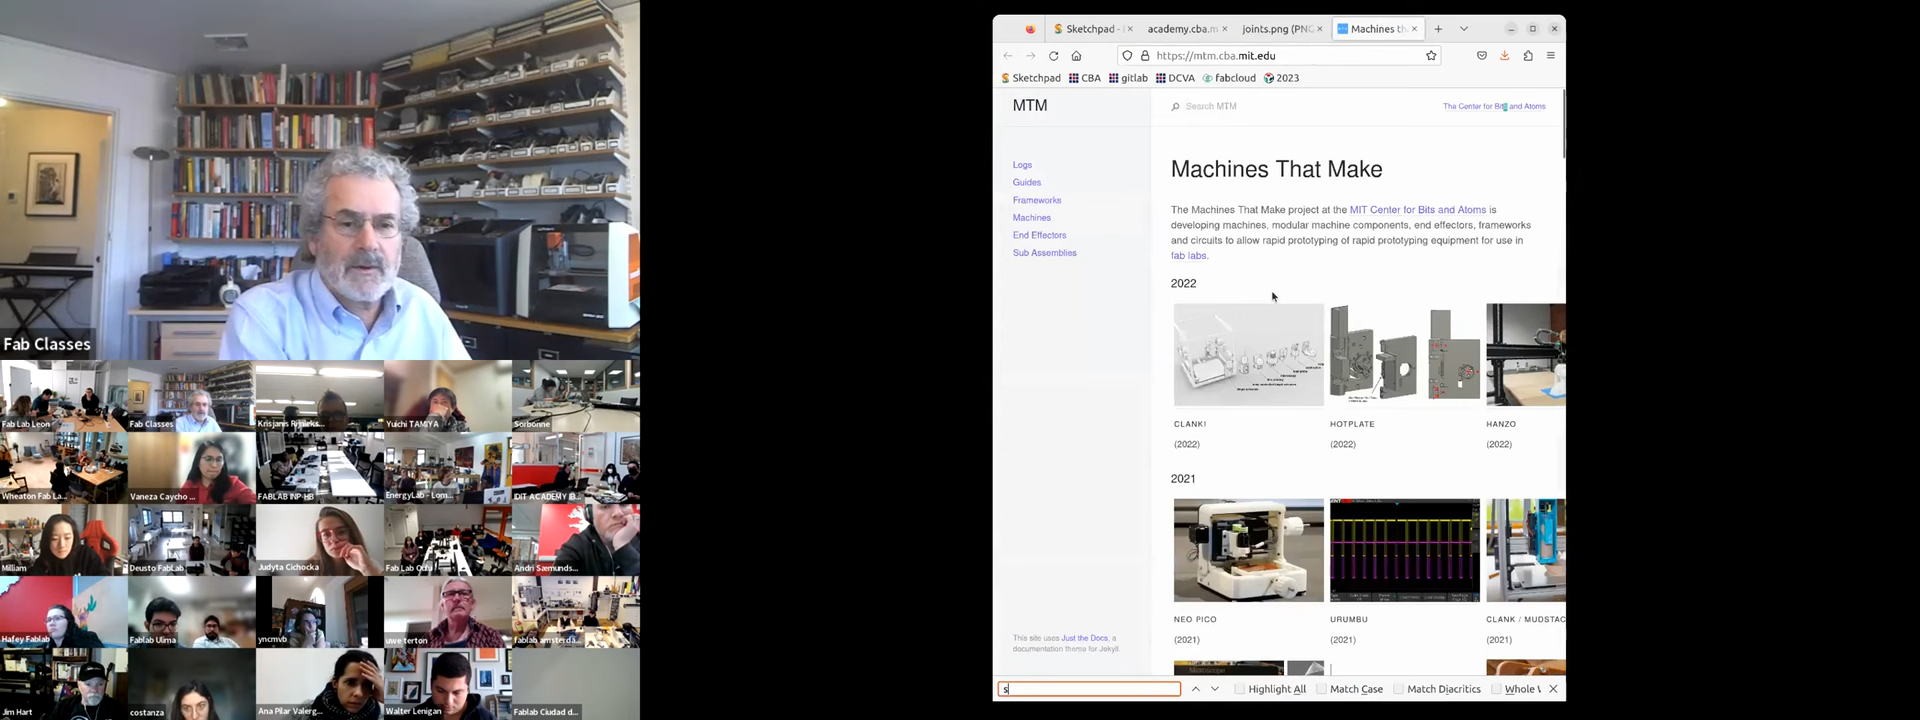 Fab Classes
Fab Lab Leon
Fab Classes
Krisjanis Rijnieks...
Yuichi TAMIYA
Sorbonne
Wheaton Fab La...
Vaneza Caycho ...
FABLAB INP-HB
EnergyLab - Lom...
IDIT ACADEMY IB...
Milliam
Deusto FabLab
Judyta Cichocka
Fab Lab Oulu
Andri Sæmunds...
Hafey Fablab
Fablab Ulima
yncmvb
uwe terton
fablab amsterda...
Jim Hart
costanza
Ana Pilar Valerg...
Walter Lenigan
Fablab Ciudad d...
Sketchpad -
academy.cba.m
joints.png (PNG
Machines th
https://mtm.cba.mit.edu
Sketchpad
CBA
gitlab
DCVA
fabcloud
2023
MTM
Search MTM
The Center for Bits and Atoms
Logs
Guides
Frameworks
Machines
End Effectors
Sub Assemblies
Machines That Make
The Machines That Make project at the MIT Center for Bits and Atoms is
developing machines, modular machine components, end effectors, frameworks
and circuits to allow rapid prototyping of rapid prototyping equipment for use in
fab labs.
2022
CLANK!
(2022)
HOTPLATE
(2022)
HANZO
(2022)
2021
NEO PICO
(2021)
URUMBU
(2021)
CLANK / MUDSTAC
(2021)
This site uses Just the Docs, a
documentation theme for Jekyll.
s
Highlight All
Match Case
Match Diacritics
Whole